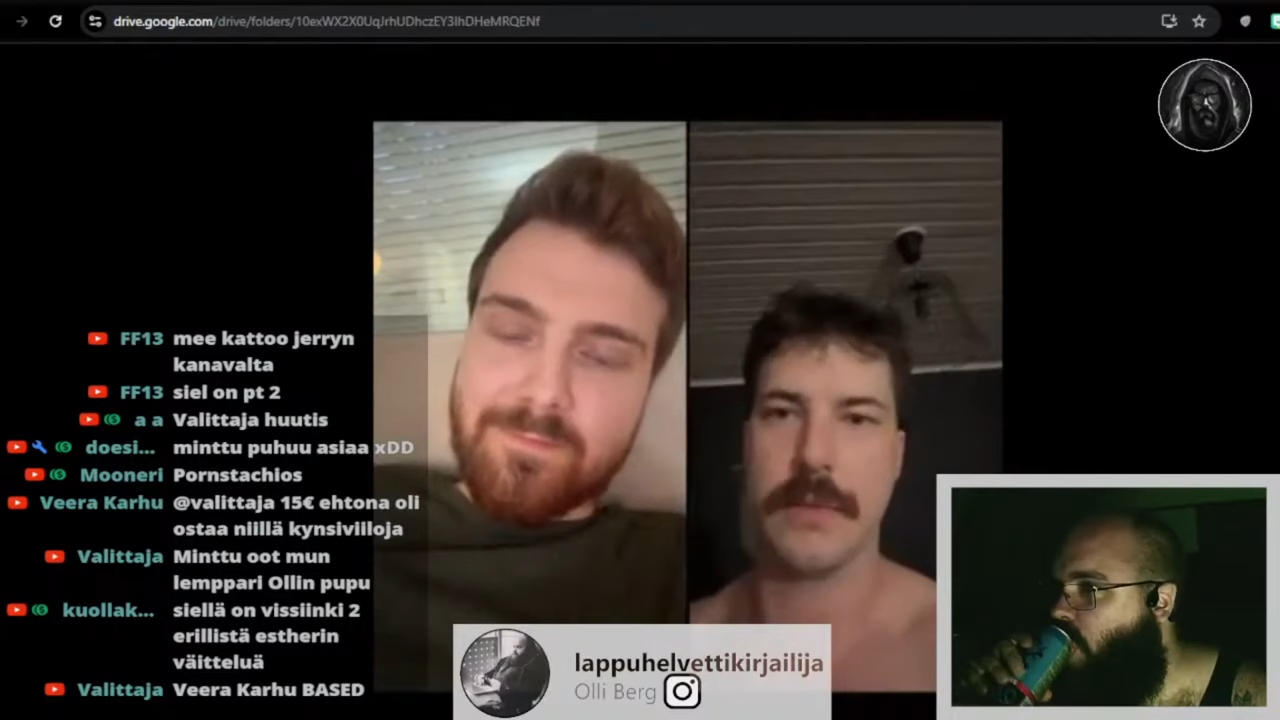 drive.google.com/drive/folders/10exWX2X0UqJrhUDhczEY3IhDHeMRQENf
FF13 mee kattoo jerryn
kanavalta
FF13 siel on pt 2
a a Valittaja huutis
doesi... minttu puhuu asiaa xDD
Mooneri Pornstachios
Veera Karhu @valittaja 15€ ehtona oli
ostaa niillä kynsiviiloja
Valittaja Minttu oot mun
lemppari Ollin pupu
kuollak... siellä on vissiinki 2
erillistä estherin
väittelyä
Valittaja Veera Karhu BASED
lappuhelvettikirjailija
Olli Berg